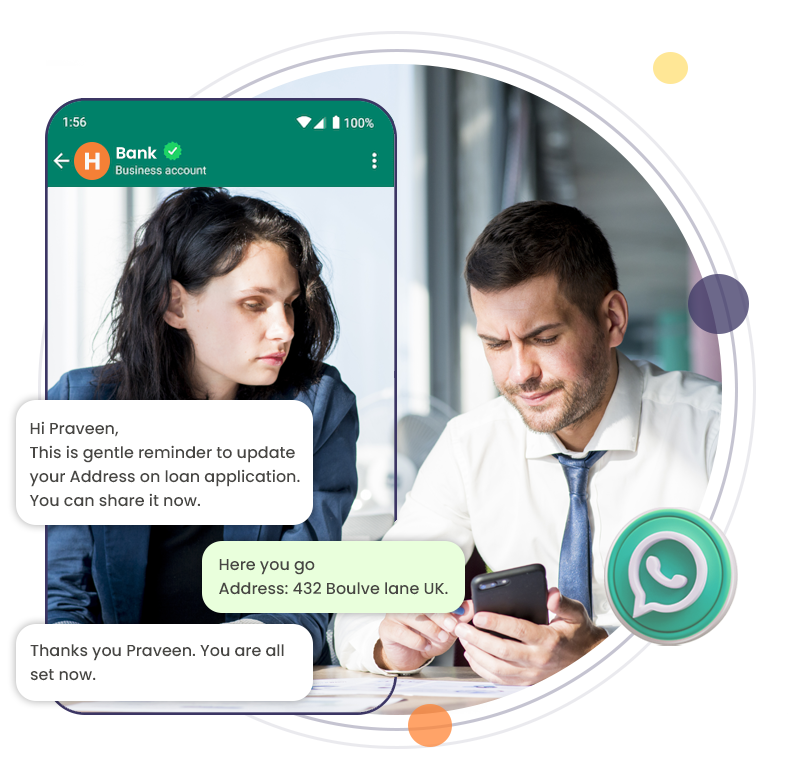 1:56
100%
H
Bank
Business account
Hi Praveen,
This is gentle reminder to update
your Address on loan application.
You can share it now.
Here you go
Address: 432 Boulve lane UK.
Thanks you Praveen. You are all
set now.